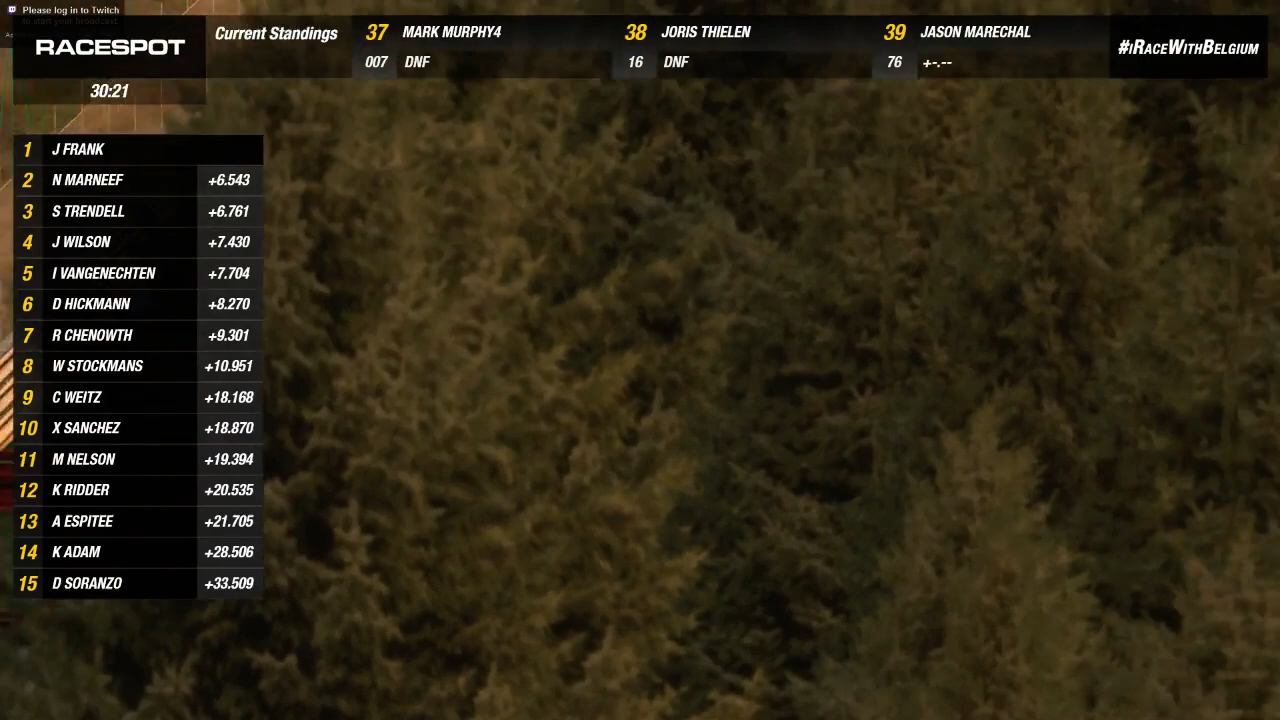 Please log in to Twitch
to start your broadcast.
RACESPOT
Current Standings
37 MARK MURPHY4
007 DNF
38 JORIS THIELEN
16 DNF
39 JASON MARECHAL
76 +-.--
#iRaceWithBelgium
30:21
1 J FRANK
2 N MARNEEF +6.543
3 S TRENDELL +6.761
4 J WILSON +7.430
5 I VANGENECHTEN +7.704
6 D HICKMANN +8.270
7 R CHENOWTH +9.301
8 W STOCKMANS +10.951
9 C WEITZ +18.168
10 X SANCHEZ +18.870
11 M NELSON +19.394
12 K RIDDER +20.535
13 A ESPITEE +21.705
14 K ADAM +28.506
15 D SORANZO +33.509